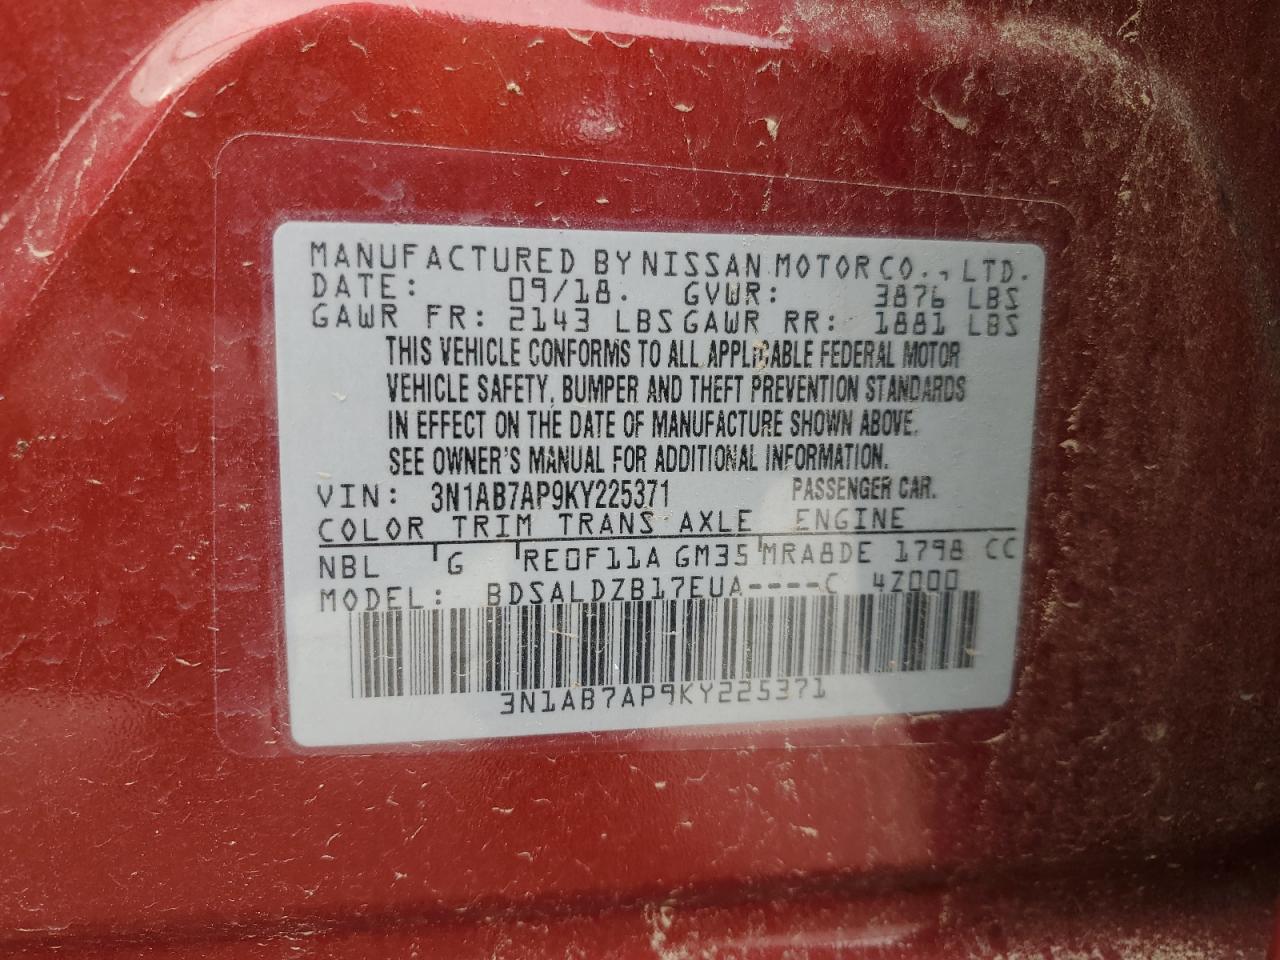 MANUFACTURED BY NISSAN MOTOR CO., LTD.
DATE: 09/18. GVWR: 3876 LBS
GAWR FR: 2143 LBS GAWR RR: 1881 LBS
THIS VEHICLE CONFORMS TO ALL APPLICABLE FEDERAL MOTOR
VEHICLE SAFETY, BUMPER AND THEFT PREVENTION STANDARDS
IN EFFECT ON THE DATE OF MANUFACTURE SHOWN ABOVE.
SEE OWNER'S MANUAL FOR ADDITIONAL INFORMATION.
VIN: 3N1AB7AP9KY225371 PASSENGER CAR.
COLOR TRIM TRANS AXLE ENGINE
NBL G RE0F11A GM35 MRA8DE 1798 CC
MODEL: BDSALDZB17EUA----C 4Z000
3N1AB7AP9KY225371